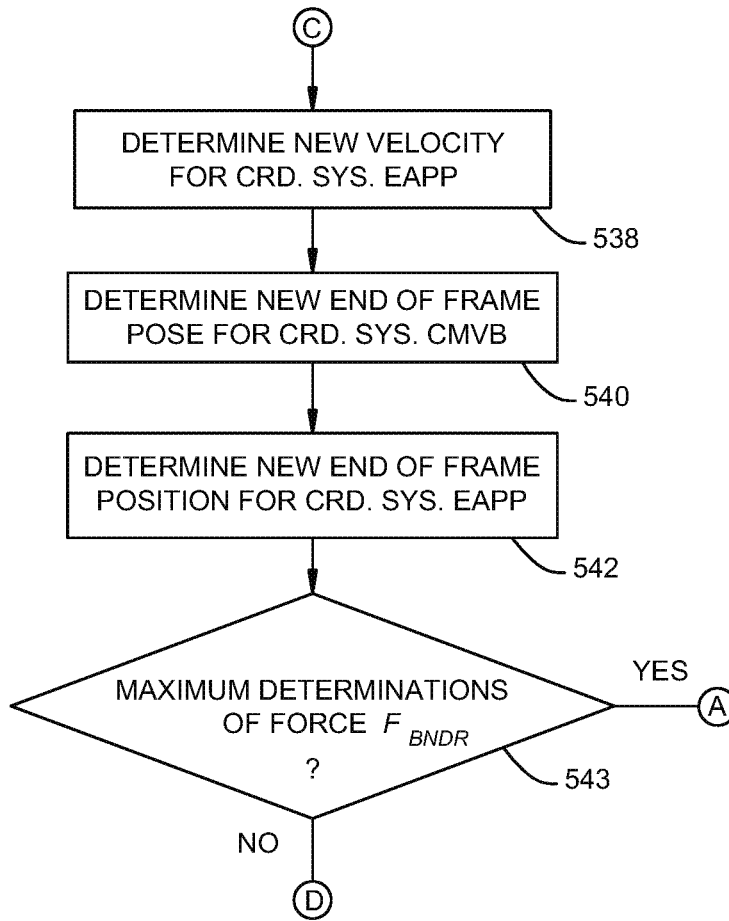 C
DETERMINE NEW VELOCITY
FOR CRD. SYS. EAPP
538
DETERMINE NEW END OF FRAME
POSE FOR CRD. SYS. CMVB
540
DETERMINE NEW END OF FRAME
POSITION FOR CRD. SYS. EAPP
542
MAXIMUM DETERMINATIONS
OF FORCE F BNDR
?
YES
A
543
NO
D